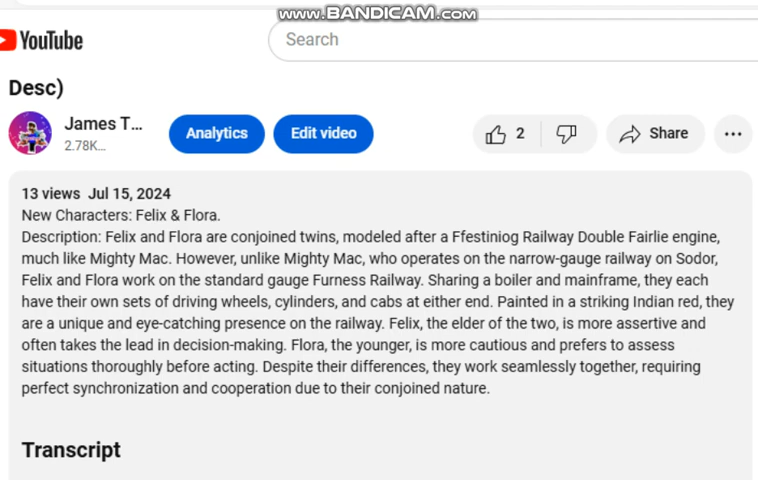 www.BANDICAM.com
YouTube
Search
Desc)
James T...
2.78K...
Analytics
Edit video
2
Share
13 views Jul 15, 2024
New Characters: Felix & Flora.
Description: Felix and Flora are conjoined twins, modeled after a Ffestiniog Railway Double Fairlie engine,
much like Mighty Mac. However, unlike Mighty Mac, who operates on the narrow-gauge railway on Sodor,
Felix and Flora work on the standard gauge Furness Railway. Sharing a boiler and mainframe, they each
have their own sets of driving wheels, cylinders, and cabs at either end. Painted in a striking Indian red, they
are a unique and eye-catching presence on the railway. Felix, the elder of the two, is more assertive and
often takes the lead in decision-making. Flora, the younger, is more cautious and prefers to assess
situations thoroughly before acting. Despite their differences, they work seamlessly together, requiring
perfect synchronization and cooperation due to their conjoined nature.
Transcript